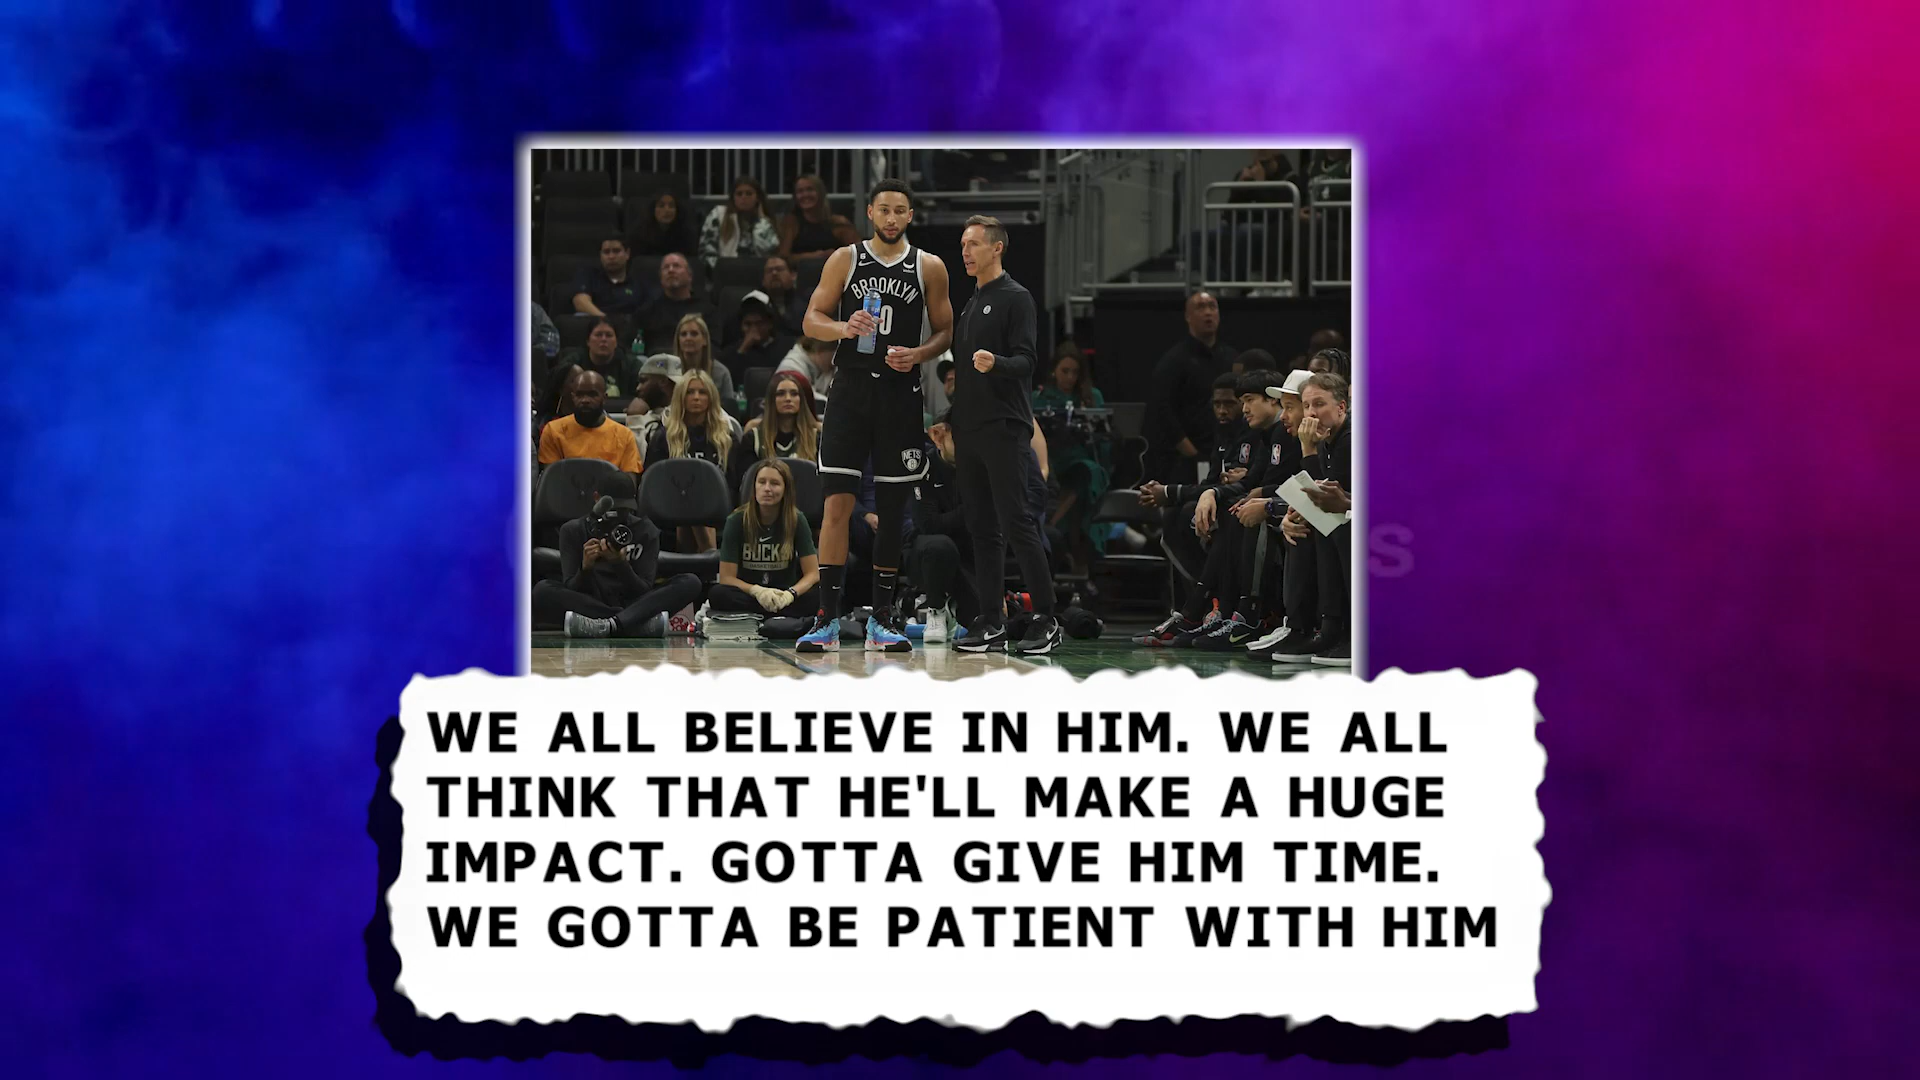 BROOKLYN
0
NETS
BUCKS
S
WE ALL BELIEVE IN HIM. WE ALL
THINK THAT HE'LL MAKE A HUGE
IMPACT. GOTTA GIVE HIM TIME.
WE GOTTA BE PATIENT WITH HIM